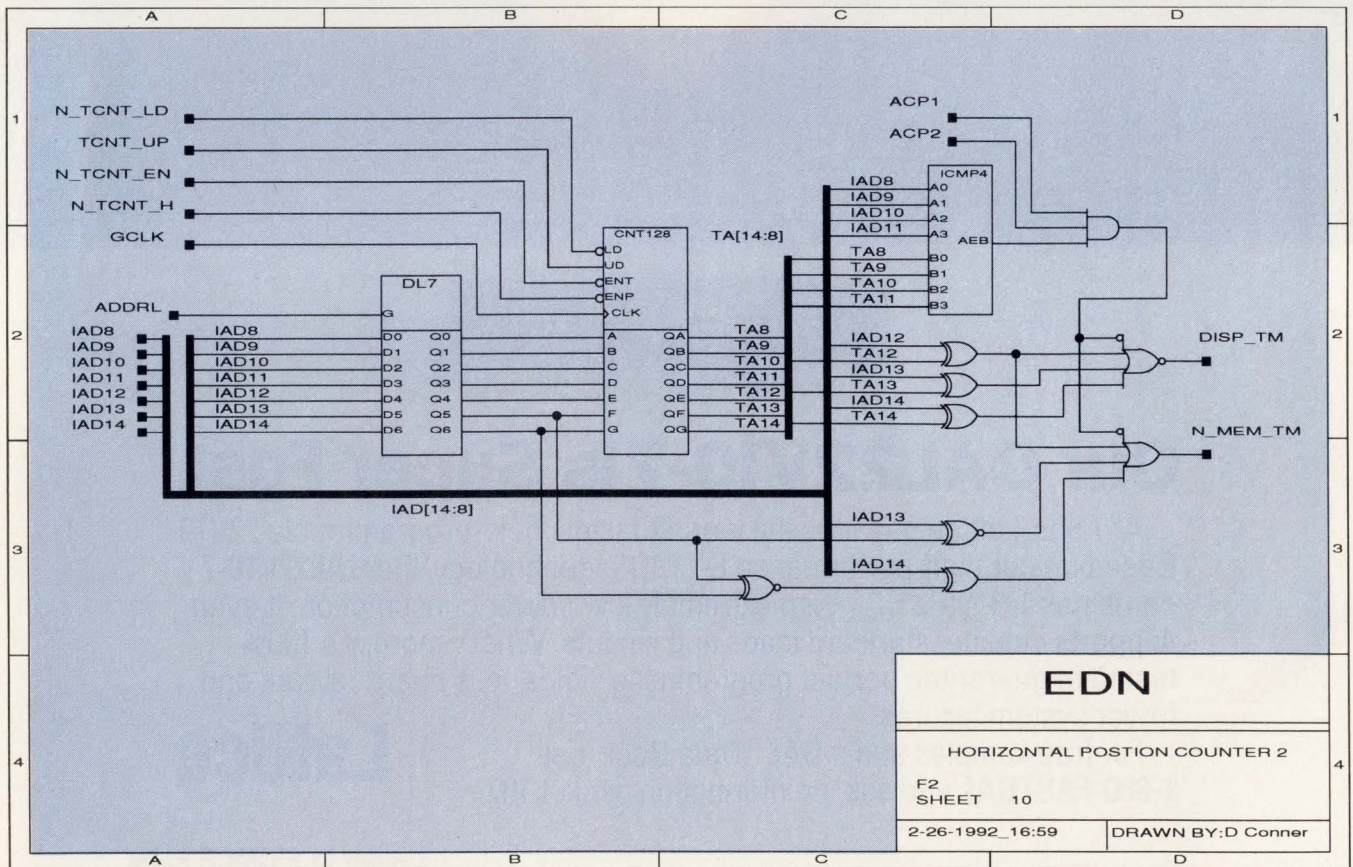 A B C D
1 1
N_TCNT_LD
TCNT_UP
N_TCNT_EN
N_TCNT_H
GCLK
ACP1
ACP2
ICMP4
IAD8 A0
IAD9 A1
IAD10 A2
IAD11 A3
AEB
TA8 B0
TA9 B1
TA10 B2
TA11 B3
CNT128
LD
UD
ENT
ENP
CLK
TA[14:8]
DL7
G
ADDRL
2 2
IAD8 IAD8 D0 Q0 A QA TA8
IAD9 IAD9 D1 Q1 B QB TA9
IAD10 IAD10 D2 Q2 C QC TA10
IAD11 IAD11 D3 Q3 D QD TA11
IAD12 IAD12 D4 Q4 E QE TA12
IAD13 IAD13 D5 Q5 F QF TA13
IAD14 IAD14 D6 Q6 G QG TA14
IAD12
TA12
IAD13
TA13
IAD14
TA14
DISP_TM
N_MEM_TM
IAD[14:8]
3 3
IAD13
IAD14
EDN
HORIZONTAL POSTION COUNTER 2
F2
SHEET 10
4 4
2-26-1992_16:59 DRAWN BY:D Conner
A B C D